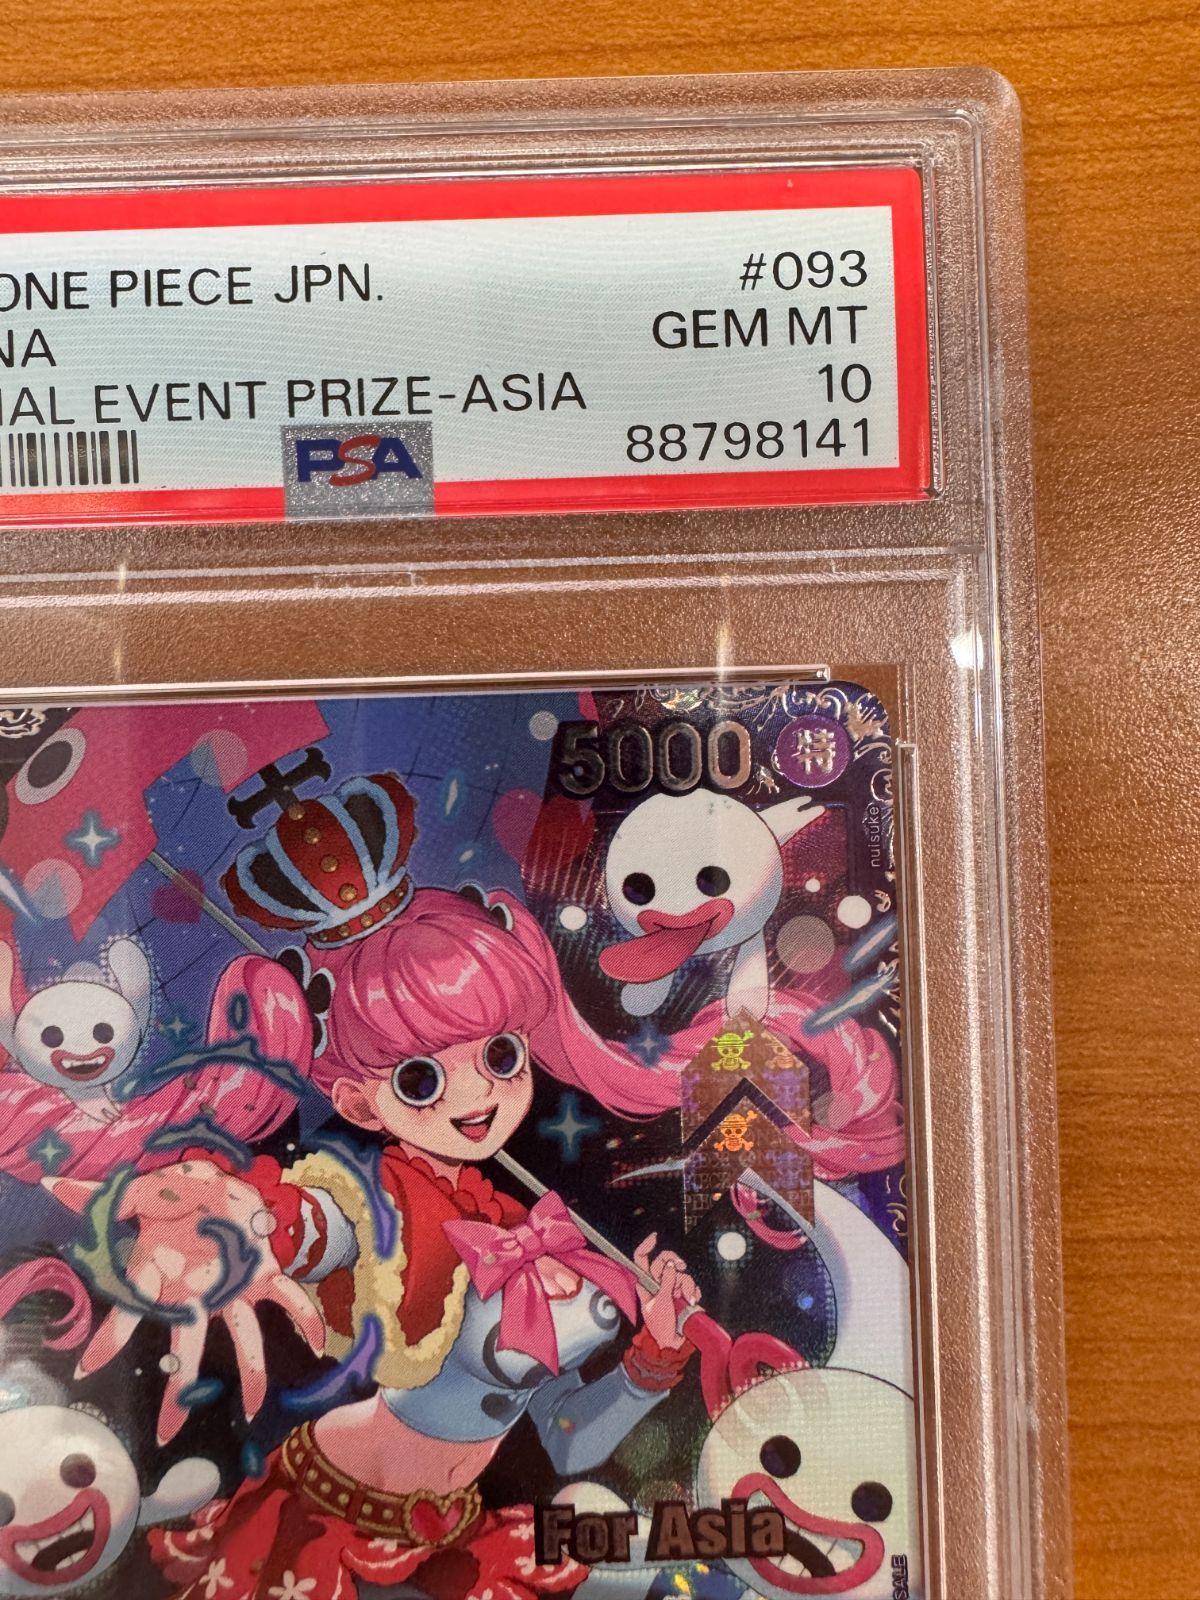 ONE PIECE JPN.
#093
NA
GEM MT
IAL EVENT PRIZE-ASIA
10
PSA
88798141
5000
特
nuisuke
For Asia
SALE